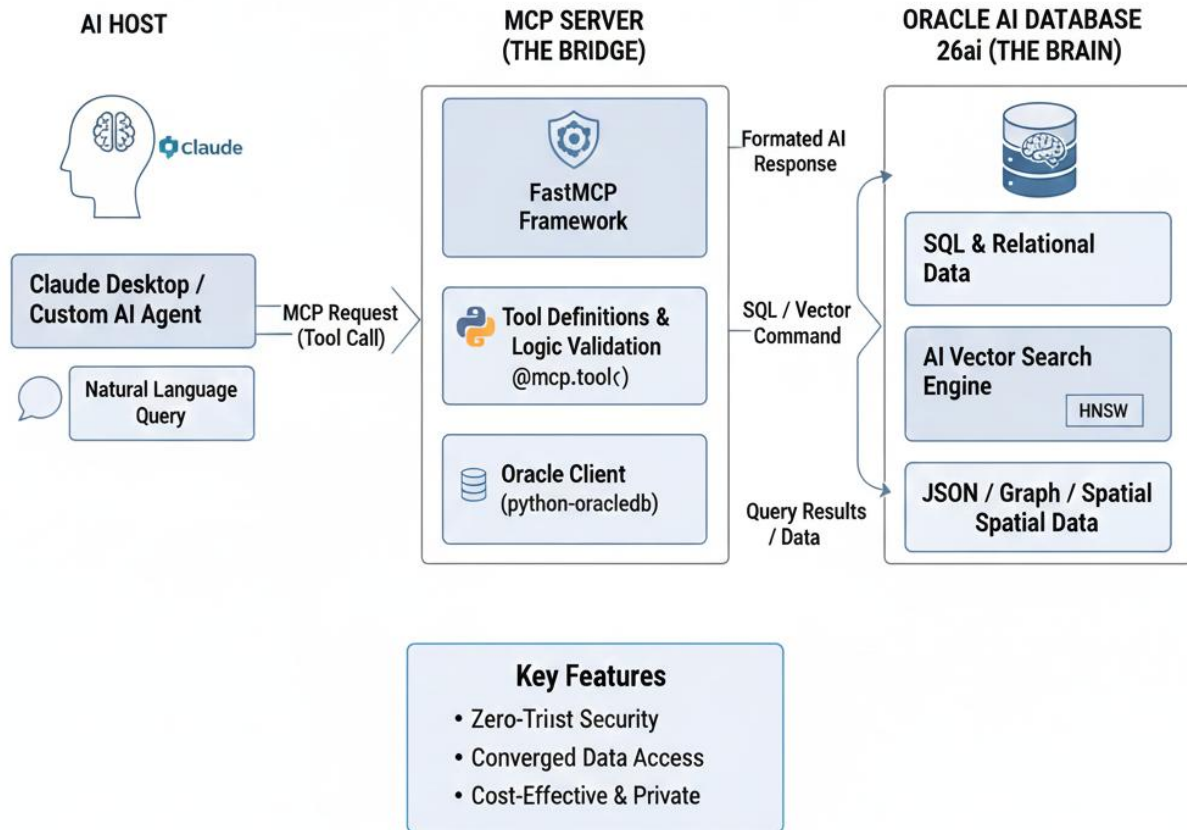 AI HOST
claude
Claude Desktop /
Custom AI Agent
Natural Language
Query
MCP Request
(Tool Call)
MCP SERVER
(THE BRIDGE)
FastMCP
Framework
Tool Definitions &
Logic Validation
@mcp.tool()
Oracle Client
(python-oracledb)
Formated AI
Response
SQL / Vector
Command
Query Results
/ Data
ORACLE AI DATABASE
26ai (THE BRAIN)
SQL & Relational
Data
AI Vector Search
Engine
HNSW
JSON / Graph / Spatial
Spatial Data
Key Features
• Zero-Triist Security
• Converged Data Access
• Cost-Effective & Private